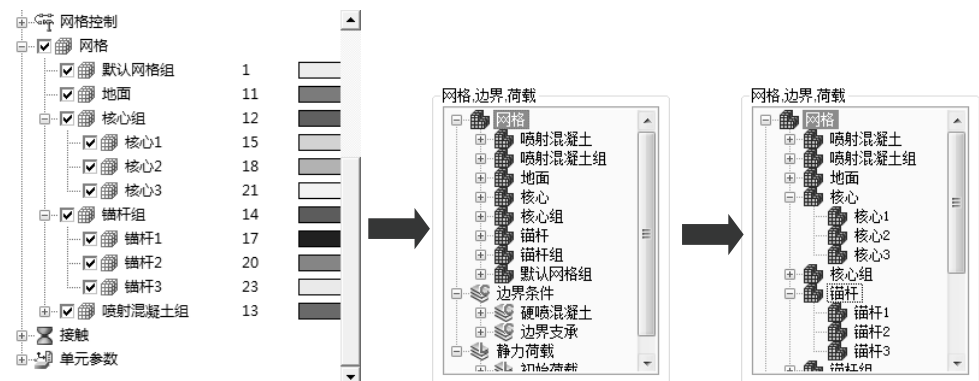 网格控制
网格
默认网格组 1
地面 11
核心组 12
核心1 15
核心2 18
核心3 21
锚杆组 14
锚杆1 17
锚杆2 20
锚杆3 23
喷射混凝土组 13
接触
单元参数
网格,边界,荷载
网格
喷射混凝土
喷射混凝土组
地面
核心
核心组
锚杆
锚杆组
默认网格组
边界条件
硬喷混凝土
边界支承
静力荷载
初始荷载
网格,边界,荷载
网格
喷射混凝土
喷射混凝土组
地面
核心
核心1
核心2
核心3
核心组
锚杆
锚杆1
锚杆2
锚杆3
锚杆组